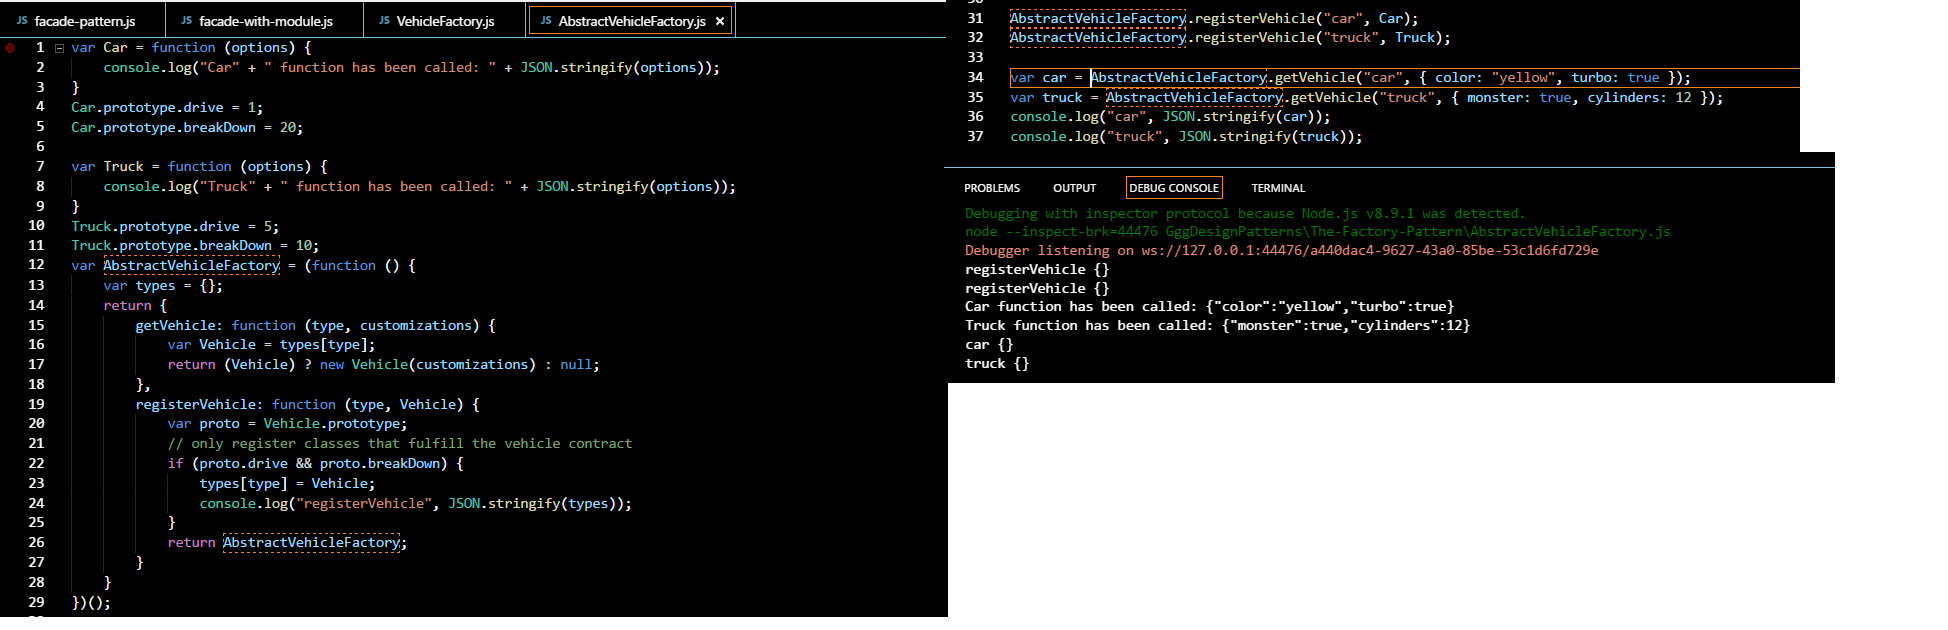 JS facade-pattern.js JS facade-with-module.js JS VehicleFactory.js JS AbstractVehicleFactory.js ×
1 var Car = function (options) {
2 console.log("Car" + " function has been called: " + JSON.stringify(options));
3 }
4 Car.prototype.drive = 1;
5 Car.prototype.breakDown = 20;
6
7 var Truck = function (options) {
8 console.log("Truck" + " function has been called: " + JSON.stringify(options));
9 }
10 Truck.prototype.drive = 5;
11 Truck.prototype.breakDown = 10;
12 var AbstractVehicleFactory = (function () {
13 var types = {};
14 return {
15 getVehicle: function (type, customizations) {
16 var Vehicle = types[type];
17 return (Vehicle) ? new Vehicle(customizations) : null;
18 },
19 registerVehicle: function (type, Vehicle) {
20 var proto = Vehicle.prototype;
21 // only register classes that fulfill the vehicle contract
22 if (proto.drive && proto.breakDown) {
23 types[type] = Vehicle;
24 console.log("registerVehicle", JSON.stringify(types));
25 }
26 return AbstractVehicleFactory;
27 }
28 }
29 })();
31 AbstractVehicleFactory.registerVehicle("car", Car);
32 AbstractVehicleFactory.registerVehicle("truck", Truck);
33
34 var car = AbstractVehicleFactory.getVehicle("car", { color: "yellow", turbo: true });
35 var truck = AbstractVehicleFactory.getVehicle("truck", { monster: true, cylinders: 12 });
36 console.log("car", JSON.stringify(car));
37 console.log("truck", JSON.stringify(truck));
PROBLEMS OUTPUT DEBUG CONSOLE TERMINAL
Debugging with inspector protocol because Node.js v8.9.1 was detected.
node --inspect-brk=44476 GggDesignPatterns\The-Factory-Pattern\AbstractVehicleFactory.js
Debugger listening on ws://127.0.0.1:44476/a440dac4-9627-43a0-85be-53c1d6fd729e
registerVehicle {}
registerVehicle {}
Car function has been called: {"color":"yellow","turbo":true}
Truck function has been called: {"monster":true,"cylinders":12}
car {}
truck {}